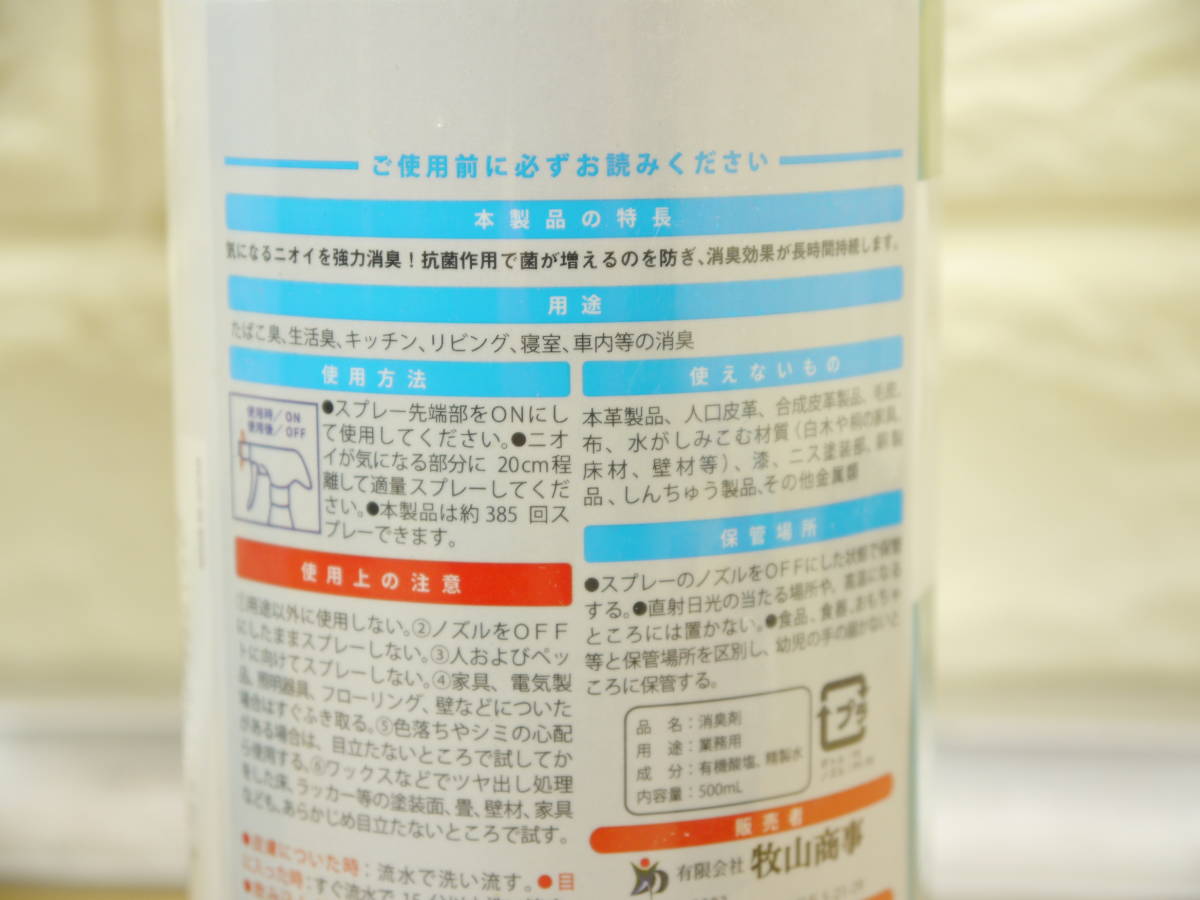 ご使用前に必ずお読みください
本製品の特長
気になるニオイを強力消臭！抗菌作用で菌が増えるのを防ぎ、消臭効果が長時間持続します。
用途
たばこ臭、生活臭、キッチン、リビング、寝室、車内等の消臭
使用方法
使用時／ON
使用後／OFF
●スプレー先端部をONにし
て使用してください。●ニオ
イが気になる部分に 20cm程
離して適量スプレーしてくだ
さい。●本製品は約 385 回ス
プレーできます。
使用上の注意
①用途以外に使用しない。②ノズルをOFF
にしたままスプレーしない。③人およびペッ
トに向けてスプレーしない。④家具、電気製
品、照明器具、フローリング、壁などについた
場合はすぐふき取る。⑤色落ちやシミの心配
がある場合は、目立たないところで試してか
ら使用する。⑥ワックスなどでツヤ出し処理
をした床、ラッカー等の塗装面、畳、壁材、家具
なども、あらかじめ目立たないところで試す。
●皮膚についた時：流水で洗い流す。●目
に入った時：すぐ流水で 15
使えないもの
本革製品、人口皮革、合成皮革製品、毛皮、
布、水がしみこむ材質（白木や桐の家具、
床材、壁材等）、漆、ニス塗装部、銅製
品、しんちゅう製品、その他金属類
保管場所
●スプレーのノズルをOFFにした状態で保管
する。●直射日光の当たる場所や、高温になる
ところには置かない。●食品、食器、おもちゃ
等と保管場所を区別し、幼児の手の届かないと
ころに保管する。
品 名：消臭剤
用 途：業務用
成 分：有機酸塩、精製水
内容量：500mL
プラ
販売者
有限会社 牧山商事